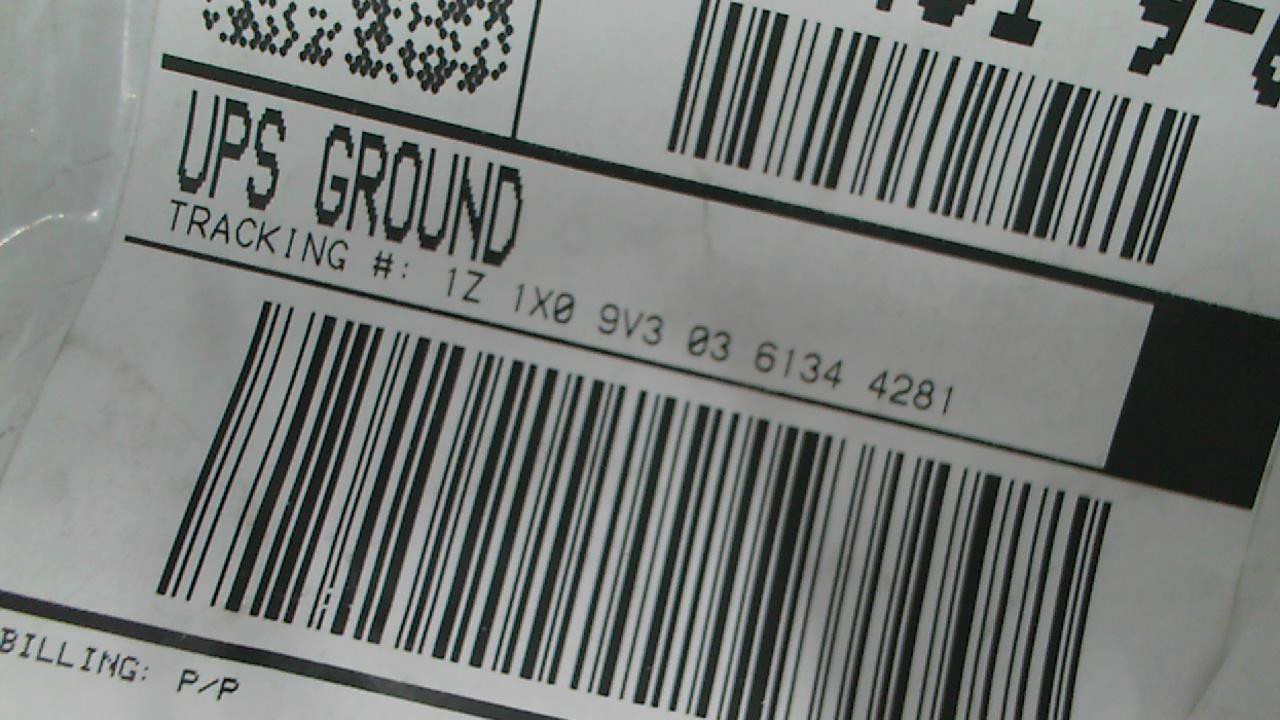 UPS GROUND
TRACKING #: 1Z 1X0 9V3 03 6134 4281
BILLING: P/P